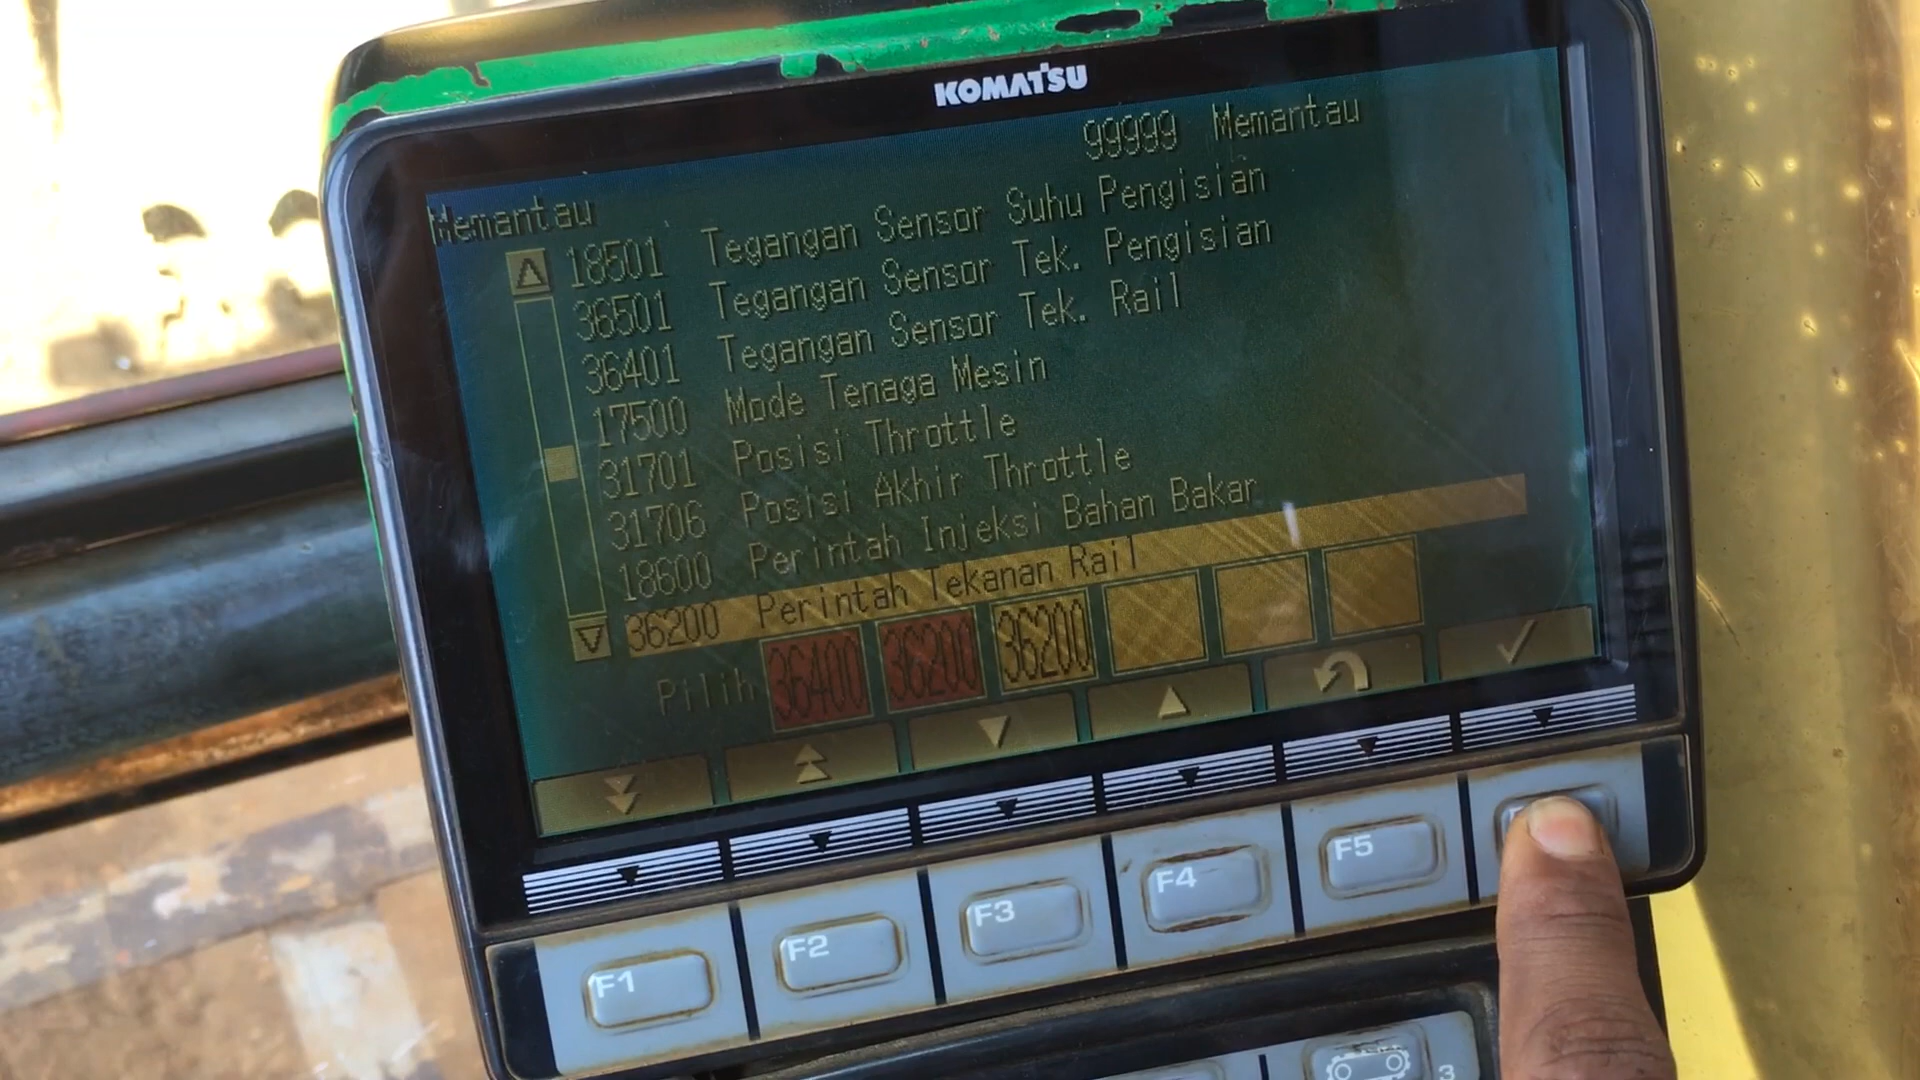 KOMATSU
99999 Memantau
Memantau
18501 Tegangan Sensor Suhu Pengisian
36501 Tegangan Sensor Tek. Pengisian
36401 Tegangan Sensor Tek. Rail
17500 Mode Tenaga Mesin
31701 Posisi Throttle
31706 Posisi Akhir Throttle
18600 Perintah Injeksi Bahan Bakar
36200 Perintah Tekanan Rail
Pilih 36400 36200 36200
F1 F2 F3 F4 F5
3